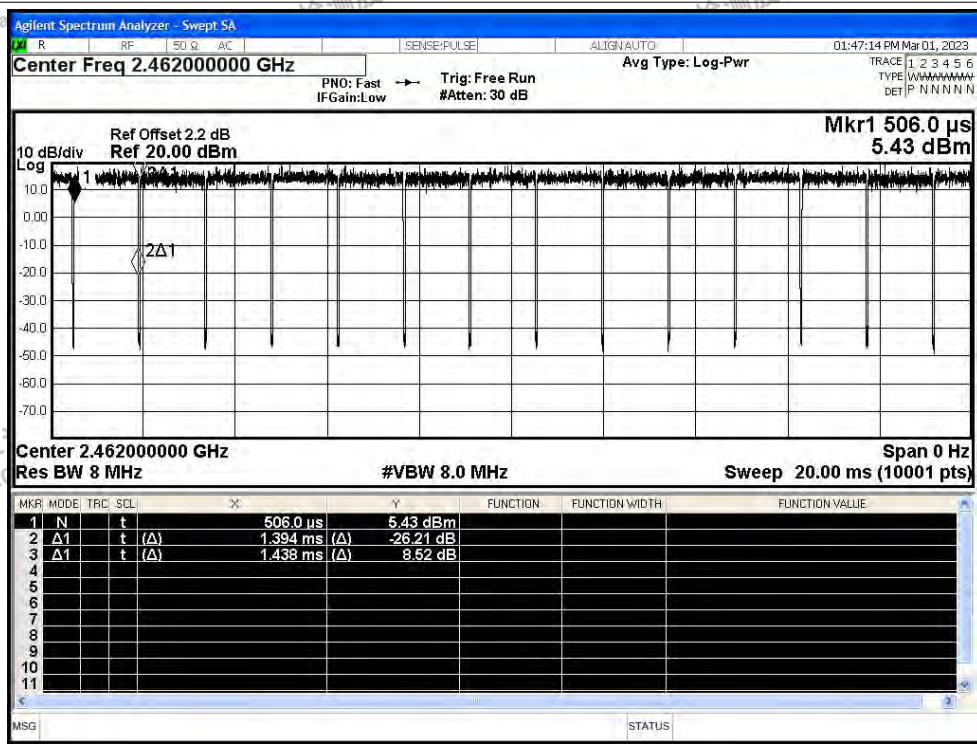 Agilent Spectrum Analyzer - Swept SA
R RF 50 Ω AC SENSE:PULSE ALIGN AUTO 01:47:14 PM Mar 01, 2023
Center Freq 2.462000000 GHz
PNO: Fast
IFGain:Low
Trig: Free Run
#Atten: 30 dB
Avg Type: Log-Pwr
TRACE 1 2 3 4 5 6
TYPE
DET P N N N N N
Mkr1 506.0 µs
5.43 dBm
Ref Offset 2.2 dB
10 dB/div Ref 20.00 dBm
Log
10.0
0.00
-10.0
-20.0
-30.0
-40.0
-50.0
-60.0
-70.0
1
2Δ1
Center 2.462000000 GHz Span 0 Hz
Res BW 8 MHz #VBW 8.0 MHz Sweep 20.00 ms (10001 pts)
MKR MODE TRC SCL X Y FUNCTION FUNCTION WIDTH FUNCTION VALUE
1 N t 506.0 µs 5.43 dBm
2 Δ1 t (Δ) 1.394 ms (Δ) -26.21 dB
3 Δ1 t (Δ) 1.438 ms (Δ) 8.52 dB
4
5
6
7
8
9
10
11
MSG STATUS